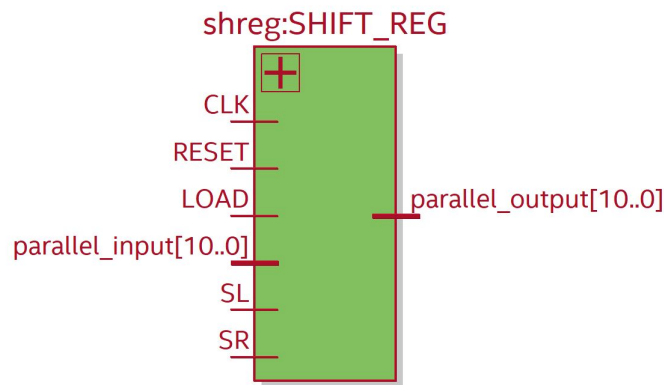 shreg:SHIFT_REG
CLK
RESET
LOAD
parallel_output[10..0]
parallel_input[10..0]
SL
SR